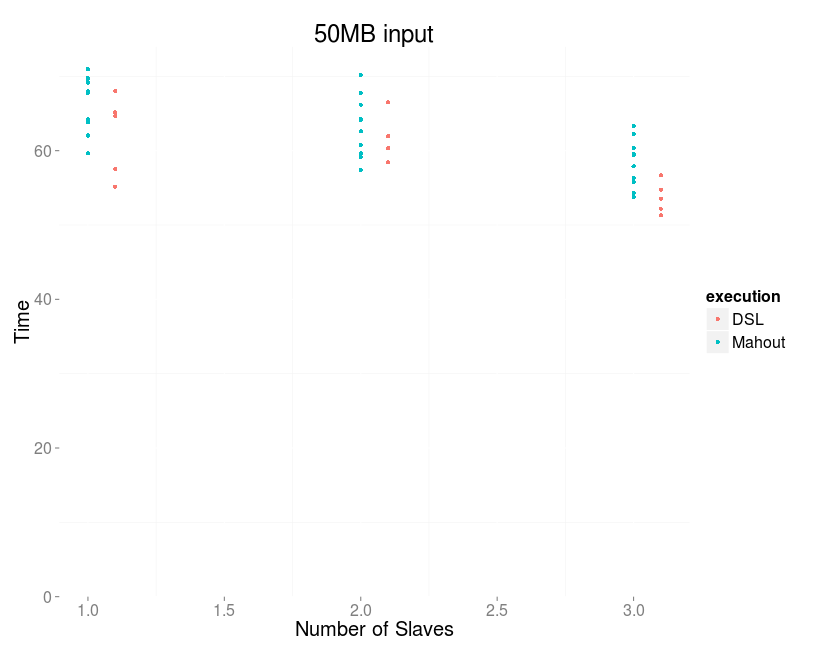 50MB input
Time
60
40
20
0
1.0 1.5 2.0 2.5 3.0
Number of Slaves
execution
DSL
Mahout